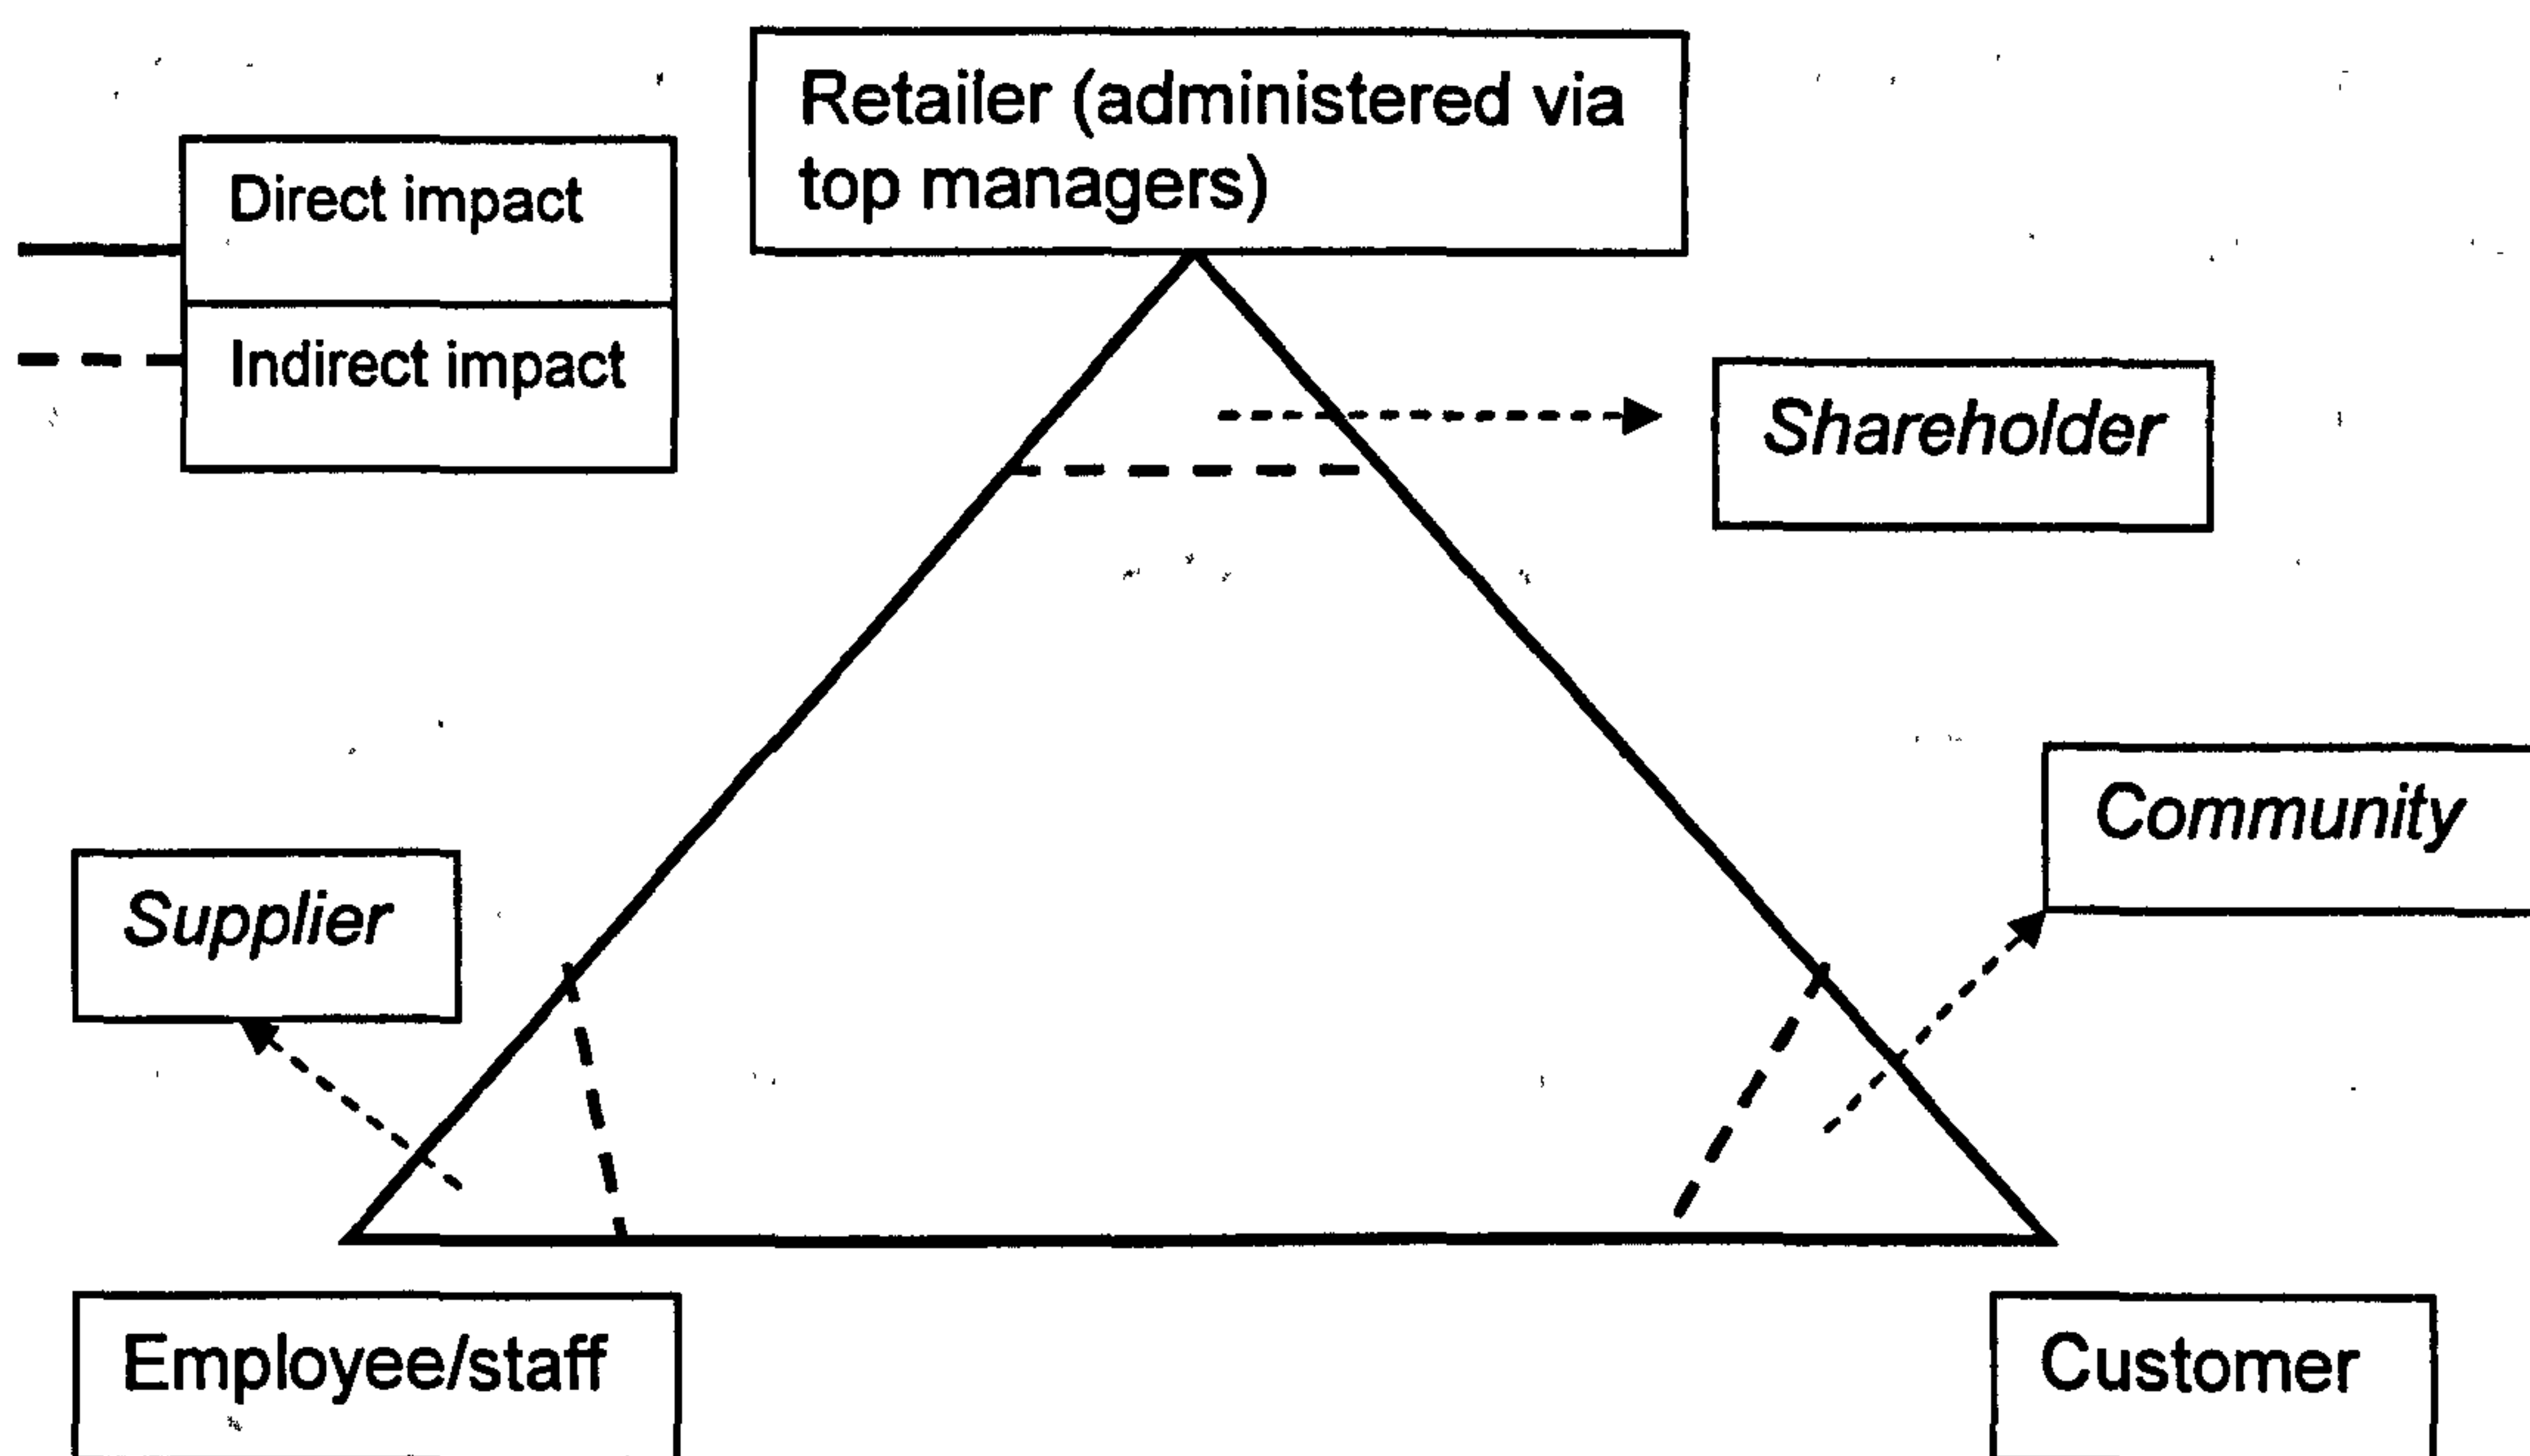 Retailer (administered via
top managers)
Direct impact
Indirect impact
Shareholder
Community
Supplier
Employee/staff
Customer